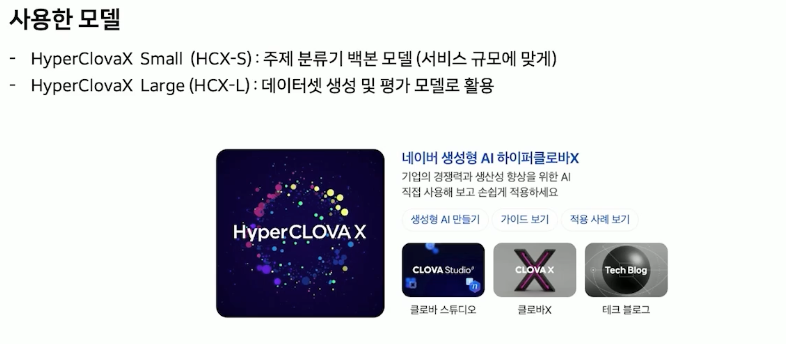 사용한 모델
- HyperClovaX Small (HCX-S) : 주제 분류기 백본 모델 (서비스 규모에 맞게)
- HyperClovaX Large (HCX-L) : 데이터셋 생성 및 평가 모델로 활용
HyperCLOVA X
네이버 생성형 AI 하이퍼클로바X
기업의 경쟁력과 생산성 향상을 위한 AI
직접 사용해 보고 손쉽게 적용하세요
생성형 AI 만들기 가이드 보기 적용 사례 보기
CLOVA Studio CLOVA X Tech Blog
n
클로바 스튜디오 클로바X 테크 블로그